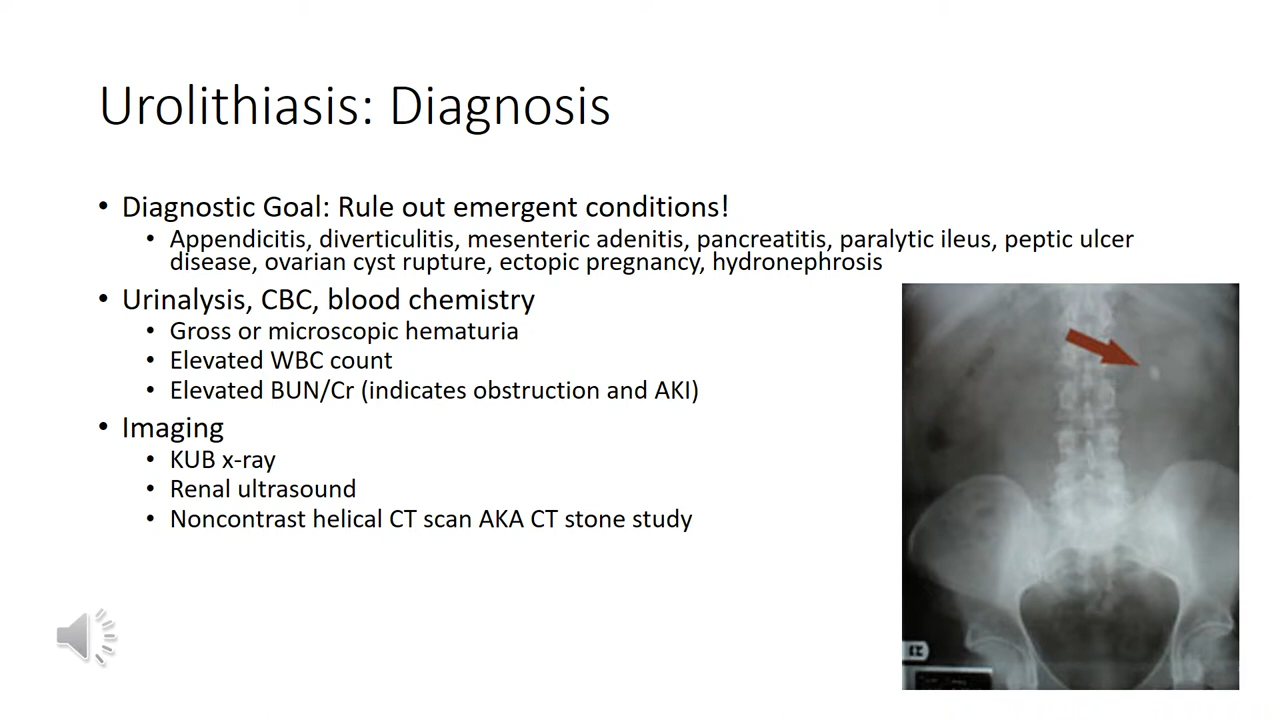 Urolithiasis: Diagnosis
• Diagnostic Goal: Rule out emergent conditions!
• Appendicitis, diverticulitis, mesenteric adenitis, pancreatitis, paralytic ileus, peptic ulcer
disease, ovarian cyst rupture, ectopic pregnancy, hydronephrosis
• Urinalysis, CBC, blood chemistry
• Gross or microscopic hematuria
• Elevated WBC count
• Elevated BUN/Cr (indicates obstruction and AKI)
• Imaging
• KUB x-ray
• Renal ultrasound
• Noncontrast helical CT scan AKA CT stone study